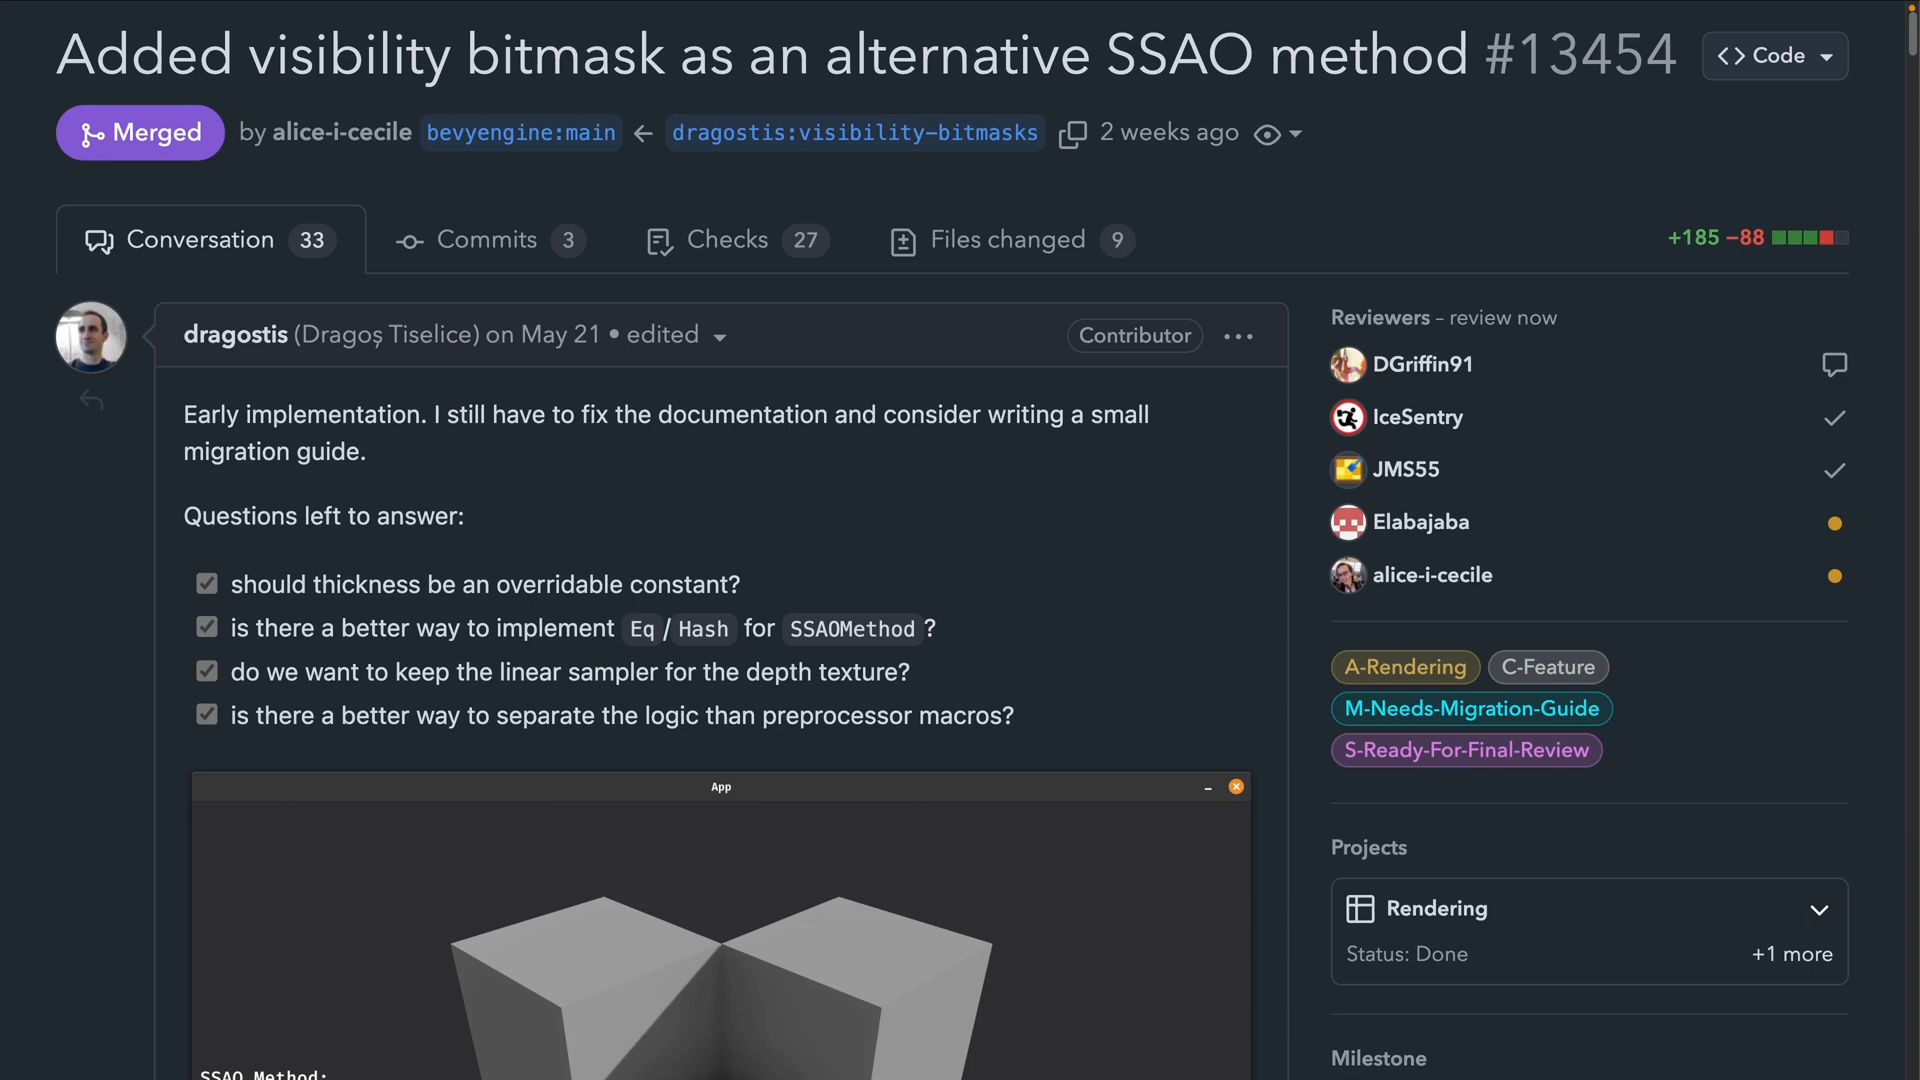 Added visibility bitmask as an alternative SSAO method #13454
Code
Merged by alice-i-cecile bevyengine:main ← dragostis:visibility-bitmasks 2 weeks ago
Conversation 33 Commits 3 Checks 27 Files changed 9 +185 −88
dragostis (Dragoș Tiselice) on May 21 • edited
Contributor
Early implementation. I still have to fix the documentation and consider writing a small
migration guide.
Questions left to answer:
should thickness be an overridable constant?
is there a better way to implement Eq / Hash for SSAOMethod ?
do we want to keep the linear sampler for the depth texture?
is there a better way to separate the logic than preprocessor macros?
App
SSAO Method:
Reviewers – review now
DGriffin91
IceSentry
JMS55
Elabajaba
alice-i-cecile
A-Rendering C-Feature
M-Needs-Migration-Guide
S-Ready-For-Final-Review
Projects
Rendering
Status: Done +1 more
Milestone